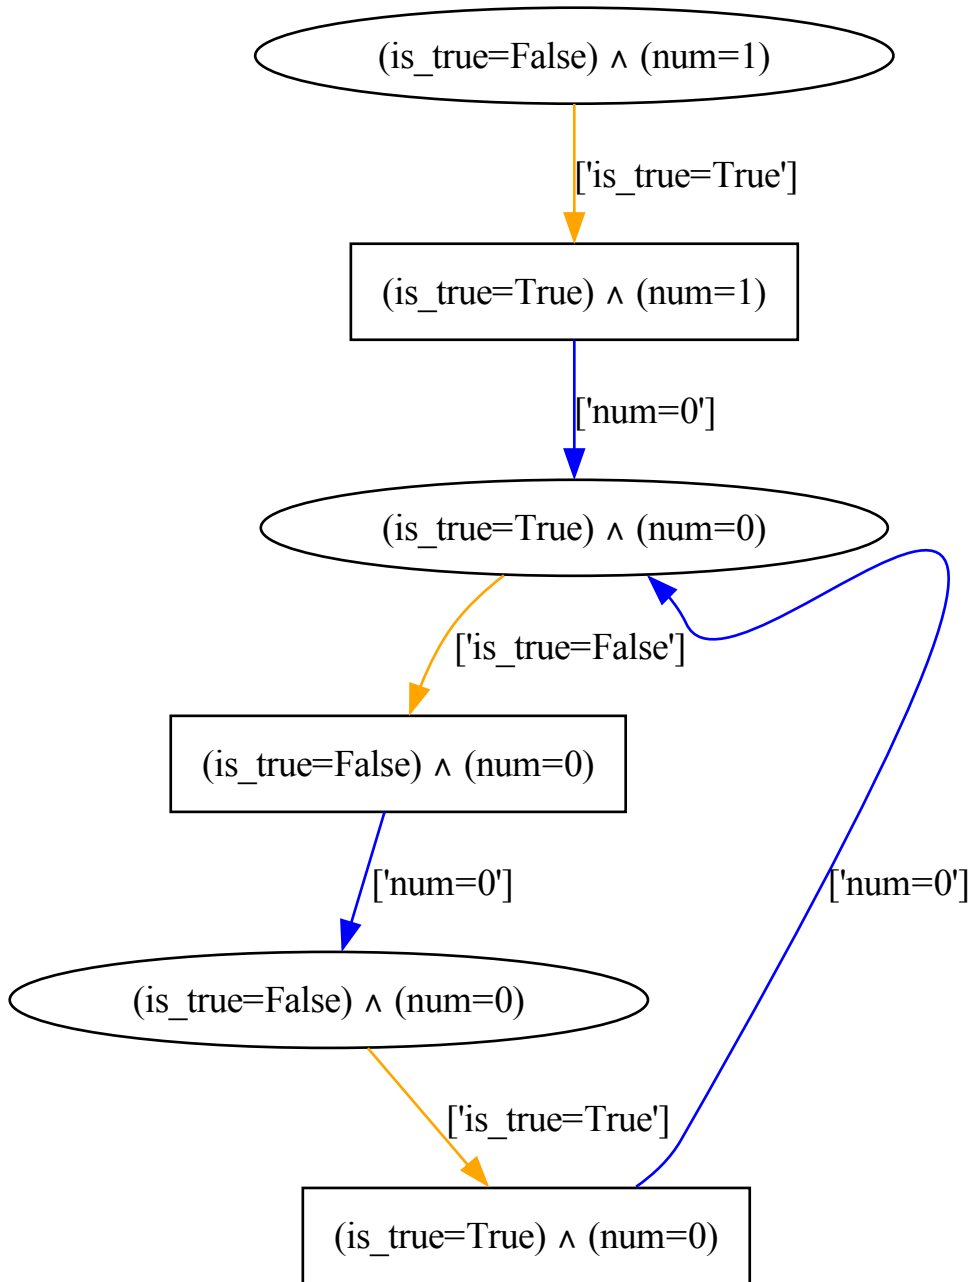 (is_true=False) ∧ (num=1)
['is_true=True']
(is_true=True) ∧ (num=1)
['num=0']
(is_true=True) ∧ (num=0)
['is_true=False']
(is_true=False) ∧ (num=0)
['num=0']
['num=0']
(is_true=False) ∧ (num=0)
['is_true=True']
(is_true=True) ∧ (num=0)